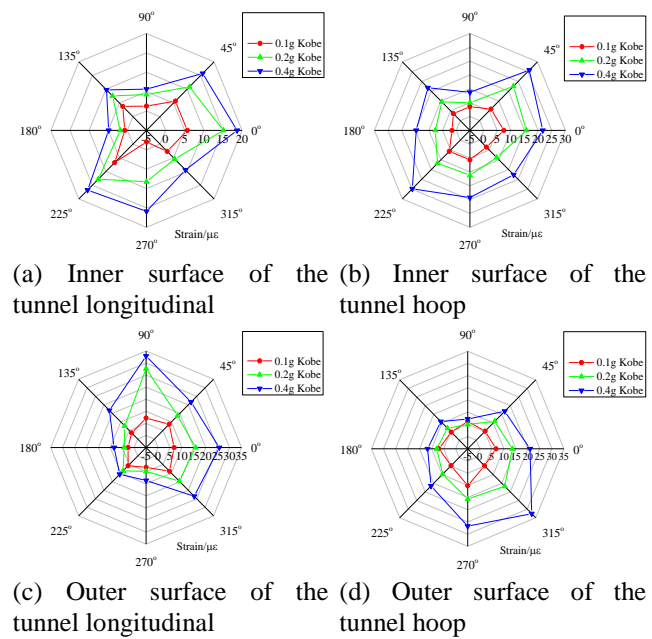 90°
135°
45°
0.1g Kobe
0.2g Kobe
0.4g Kobe
180°
-5 0 5 10 15 20
0°
225°
315°
Strain/με
270°
90°
135°
45°
0.1g Kobe
0.2g Kobe
0.4g Kobe
180°
-5 0 5 10 15 20 25 30
0°
225°
315°
Strain/με
270°
(a) Inner surface of the
tunnel longitudinal
(b) Inner surface of the
tunnel hoop
90°
135°
45°
0.1g Kobe
0.2g Kobe
0.4g Kobe
180°
-5 0 5 10 15 20 25 30 35
0°
225°
315°
Strain/με
270°
90°
135°
45°
0.1g Kobe
0.2g Kobe
0.4g Kobe
180°
-5 0 5 10 15 20 25 30 35
0°
225°
315°
Strain/με
270°
(c) Outer surface of the
tunnel longitudinal
(d) Outer surface of the
tunnel hoop